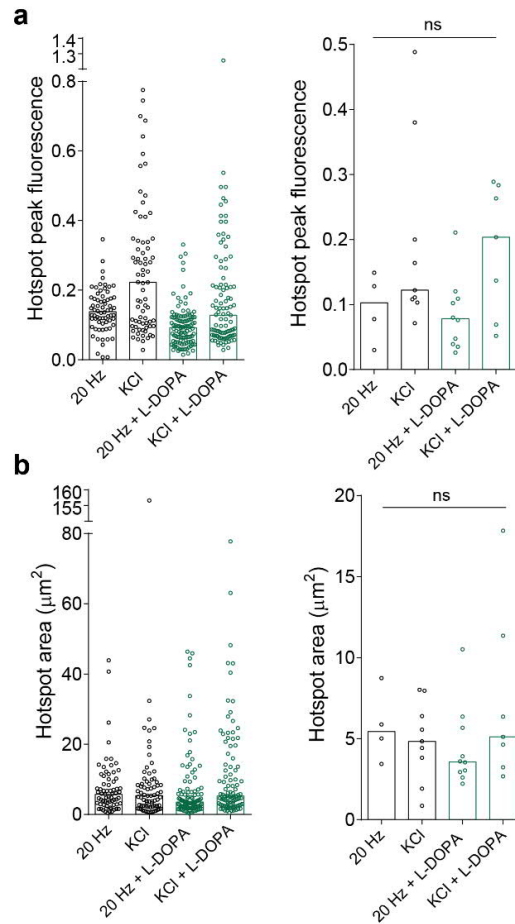 a
ns
Hotspot peak fluorescence
1.4
1.3
0.8
0.6
0.4
0.2
0.0
20 Hz
KCl
20 Hz + L-DOPA
KCl + L-DOPA
Hotspot peak fluorescence
0.5
0.4
0.3
0.2
0.1
0.0
20 Hz
KCl
20 Hz + L-DOPA
KCl + L-DOPA
b
ns
Hotspot area (μm²)
160
155
80
60
40
20
0
20 Hz
KCl
20 Hz + L-DOPA
KCl + L-DOPA
Hotspot area (μm²)
20
15
10
5
0
20 Hz
KCl
20 Hz + L-DOPA
KCl + L-DOPA